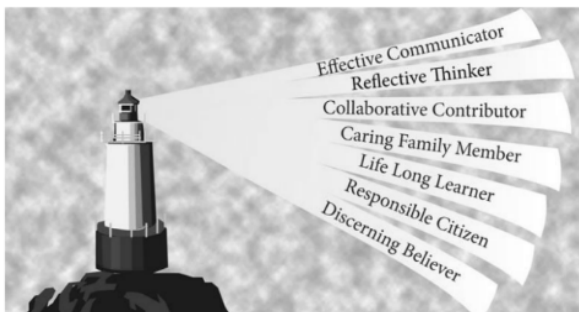 Effective Communicator
Reflective Thinker
Collaborative Contributor
Caring Family Member
Life Long Learner
Responsible Citizen
Discerning Believer